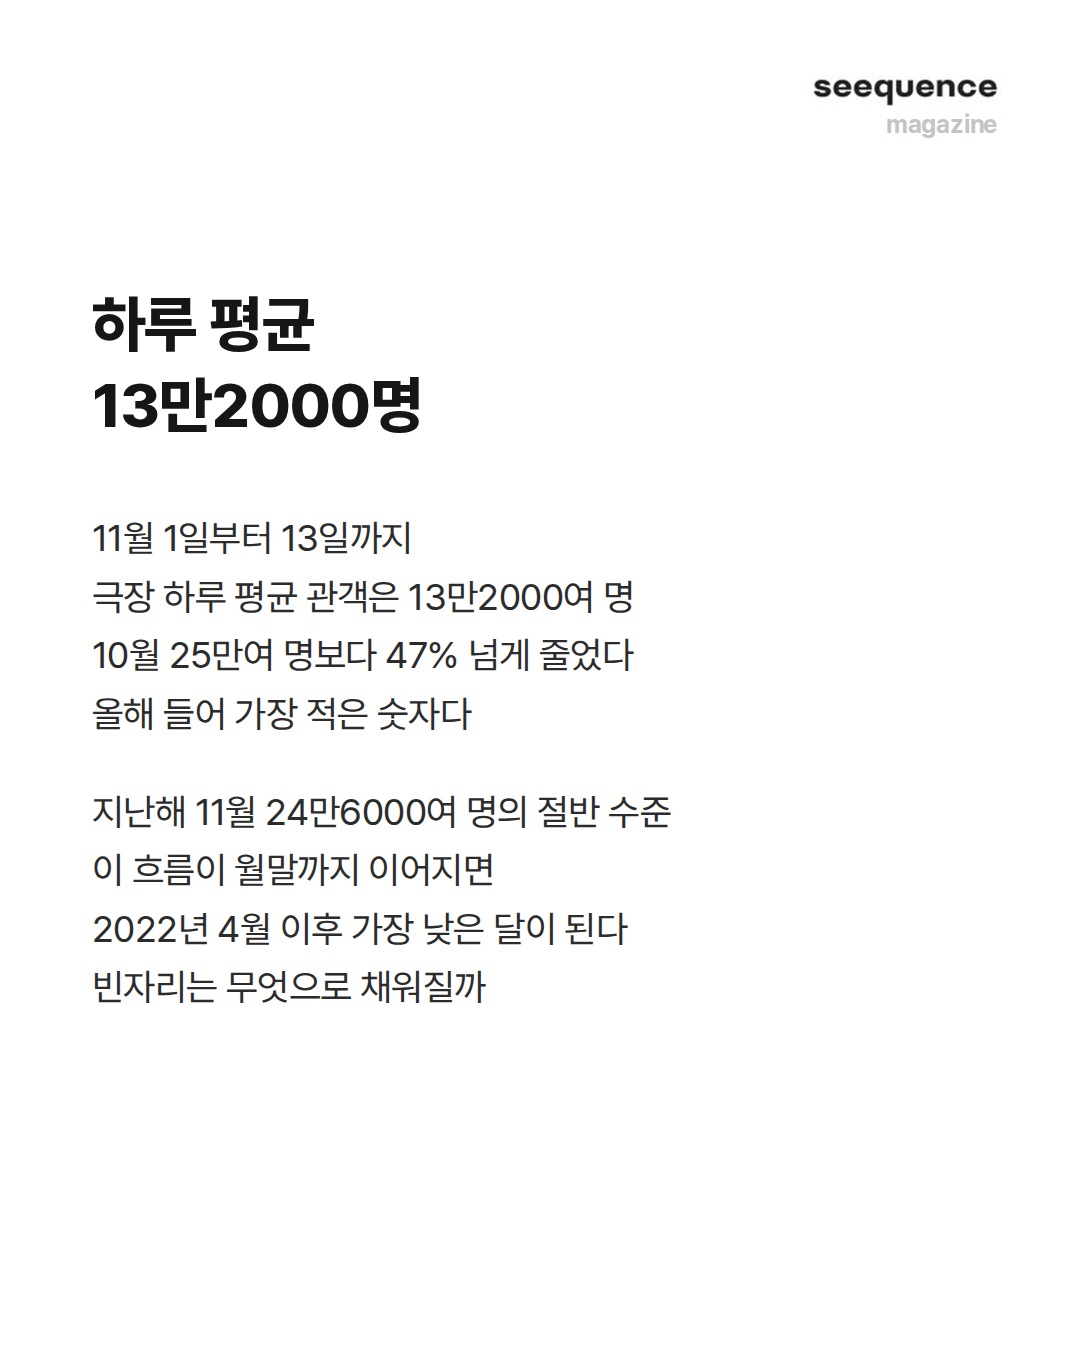 seequence
magazine
하루 평균
13만2000명
11월 1일부터 13일까지
극장 하루 평균 관객은 13만2000여 명
10월 25만여 명보다 47% 넘게 줄었다
올해 들어 가장 적은 숫자다
지난해 11월 24만6000여 명의 절반 수준
이 흐름이 월말까지 이어지면
2022년 4월 이후 가장 낮은 달이 된다
빈자리는 무엇으로 채워질까